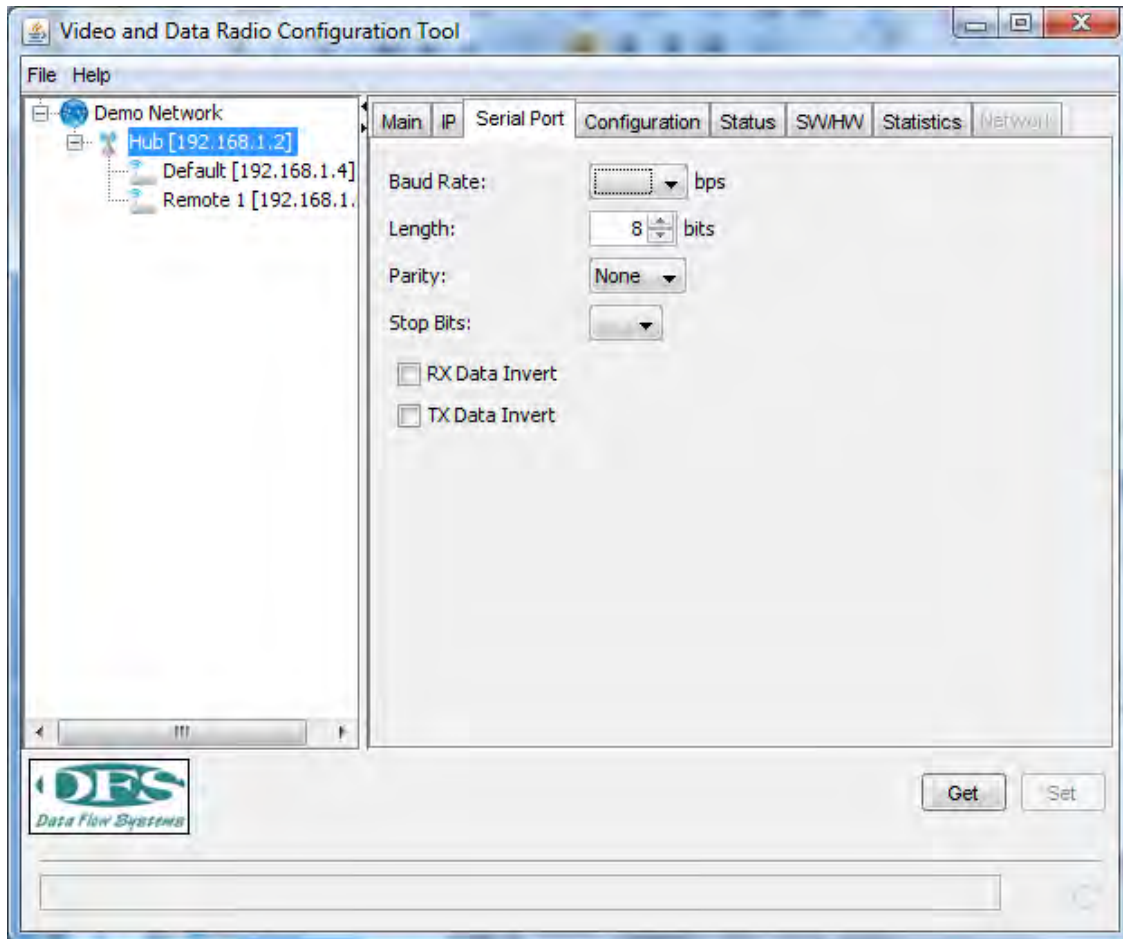 Video and Data Radio Configuration Tool
File Help
Demo Network
Hub [192.168.1.2]
Default [192.168.1.4]
Remote 1 [192.168.1.
Main IP Serial Port Configuration Status SW/HW Statistics Network
Baud Rate: bps
Length: 8 bits
Parity: None
Stop Bits:
RX Data Invert
TX Data Invert
DFS
Data Flow Systems
Get Set